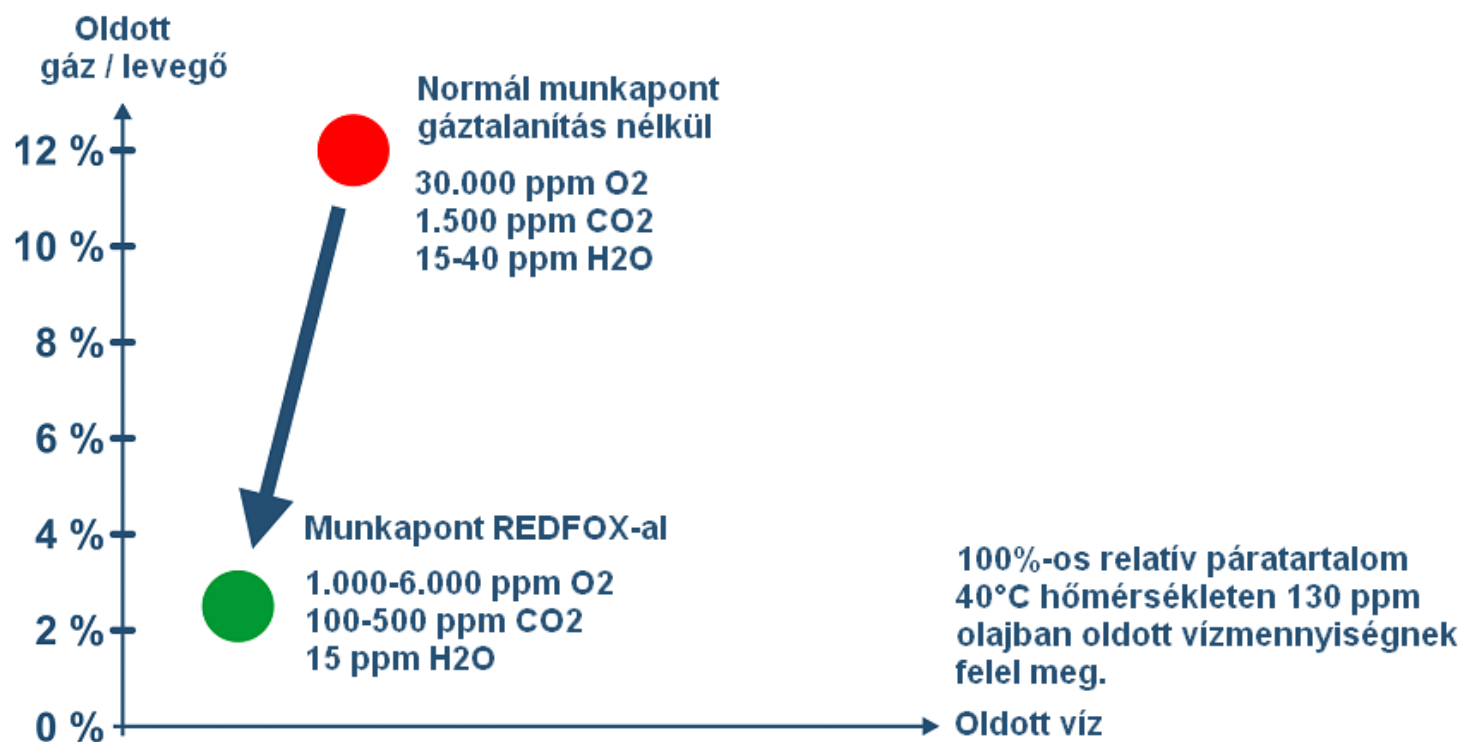 Oldott
gáz / levegő
12 %
10 %
8 %
6 %
4 %
2 %
0 %
Normál munkapont
gáztalanítás nélkül
30.000 ppm O2
1.500 ppm CO2
15-40 ppm H2O
Munkapont REDFOX-al
1.000-6.000 ppm O2
100-500 ppm CO2
15 ppm H2O
100%-os relatív páratartalom
40°C hőmérsékleten 130 ppm
olajban oldott vízmennyiségnek
felel meg.
Oldott víz